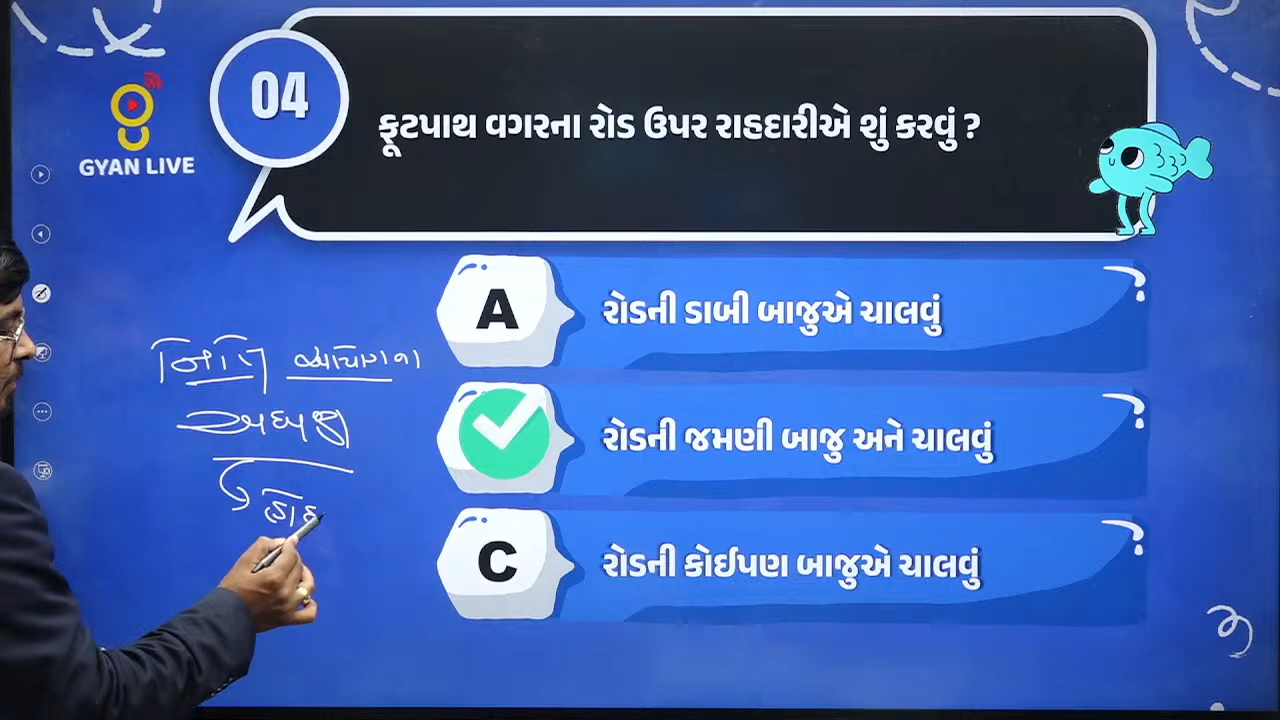 04
ફૂટપાથ વગરના રોડ ઉપર રાહદારીએ શું કરવું ?
GYAN LIVE
A
રોડની ડાબી બાજુએ ચાલવું
રોડની જમણી બાજુ અને ચાલવું
C
રોડની કોઈપણ બાજુએ ચાલવું